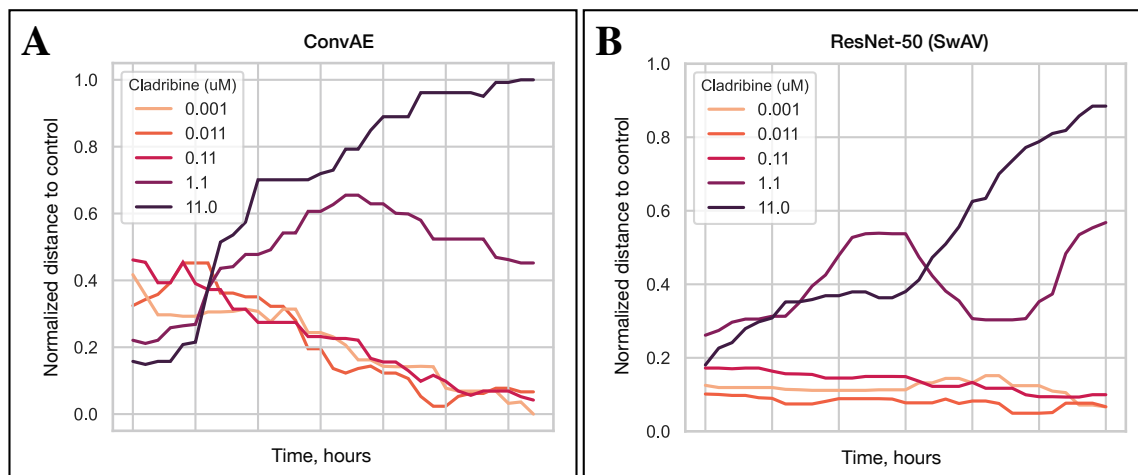 A
ConvAE
Normalized distance to control
1.0
0.8
0.6
0.4
0.2
0.0
Cladribine (uM)
0.001
0.011
0.11
1.1
11.0
Time, hours
B
ResNet-50 (SwAV)
Normalized distance to control
1.0
0.8
0.6
0.4
0.2
0.0
Cladribine (uM)
0.001
0.011
0.11
1.1
11.0
Time, hours